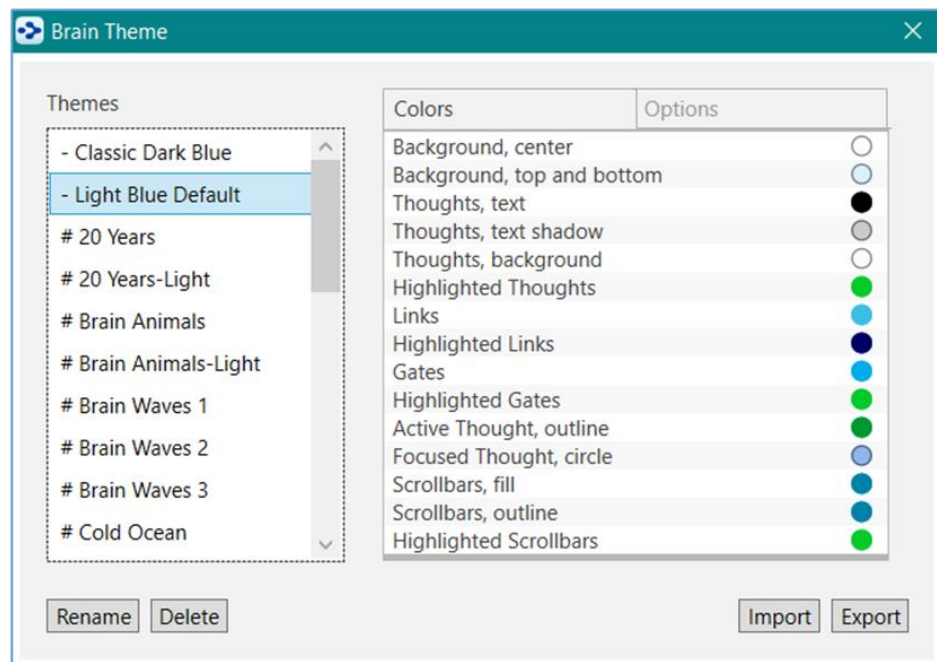 Brain Theme
Themes
- Classic Dark Blue
- Light Blue Default
# 20 Years
# 20 Years-Light
# Brain Animals
# Brain Animals-Light
# Brain Waves 1
# Brain Waves 2
# Brain Waves 3
# Cold Ocean
Colors
Options
Background, center
Background, top and bottom
Thoughts, text
Thoughts, text shadow
Thoughts, background
Highlighted Thoughts
Links
Highlighted Links
Gates
Highlighted Gates
Active Thought, outline
Focused Thought, circle
Scrollbars, fill
Scrollbars, outline
Highlighted Scrollbars
Rename
Delete
Import
Export